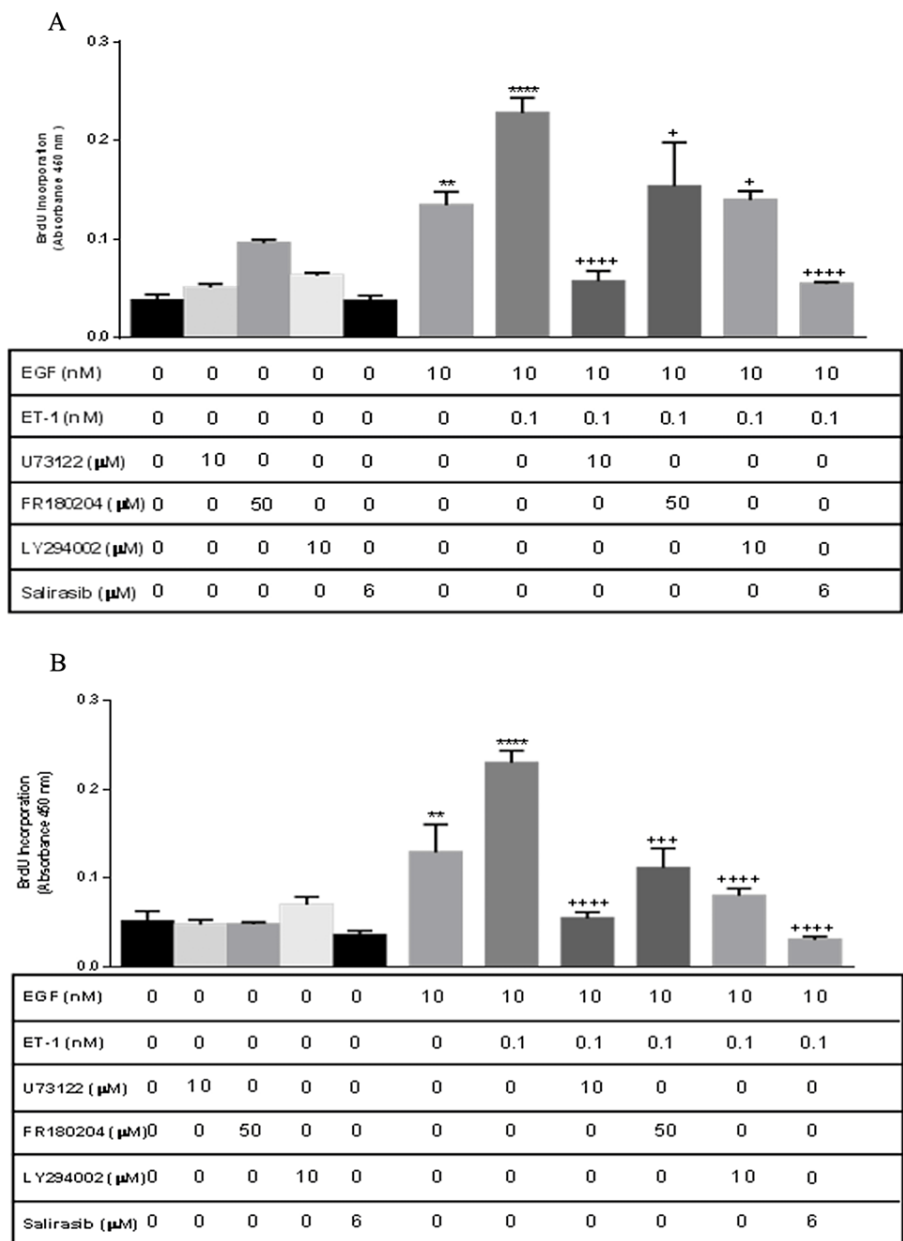 A
0.3
****
0.2
+
**
+
BrdU Incorporation
(Absorbance 450 nm)
0.1
++++
++++
0.0
EGF (nM) 0 0 0 0 0 10 10 10 10 10 10
ET-1 (nM) 0 0 0 0 0 0 0.1 0.1 0.1 0.1 0.1
U73122 (µM) 0 10 0 0 0 0 0 10 0 0 0
FR180204 (µM) 0 0 50 0 0 0 0 0 50 0 0
LY294002 (µM) 0 0 0 10 0 0 0 0 0 10 0
Salirasib (µM) 0 0 0 0 6 0 0 0 0 0 6
B
0.3
****
0.2
**
+++
BrdU Incorporation
(Absorbance 450 nm)
0.1
++++
++++
++++
0.0
EGF (nM) 0 0 0 0 0 10 10 10 10 10 10
ET-1 (nM) 0 0 0 0 0 0 0.1 0.1 0.1 0.1 0.1
U73122 (µM) 0 10 0 0 0 0 0 10 0 0 0
FR180204 (µM) 0 0 50 0 0 0 0 0 50 0 0
LY294002 (µM) 0 0 0 10 0 0 0 0 0 10 0
Salirasib (µM) 0 0 0 0 6 0 0 0 0 0 6